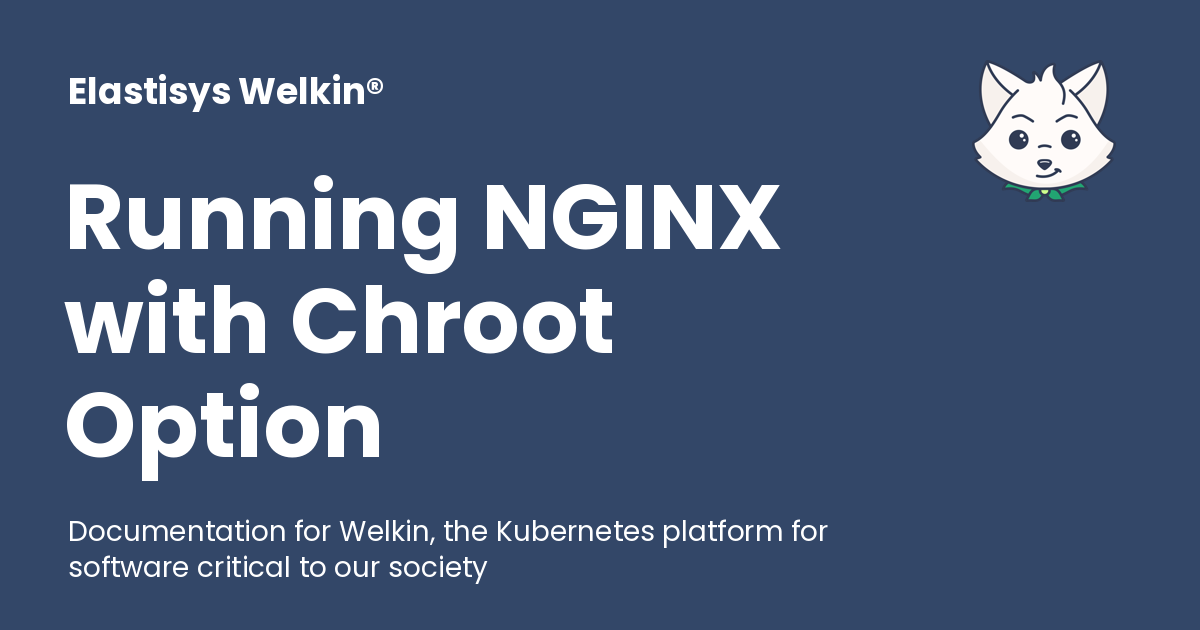 Elastisys Welkin®
Running NGINX
with Chroot
Option
Documentation for Welkin, the Kubernetes platform for
software critical to our society